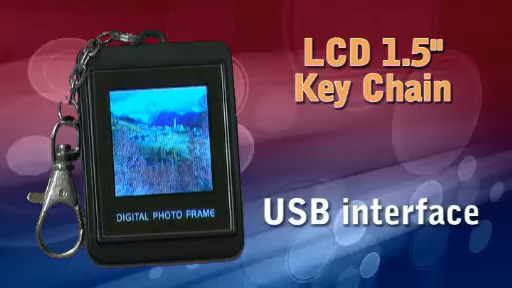 LCD 1.5"
Key Chain
USB interface
DIGITAL PHOTO FRAME